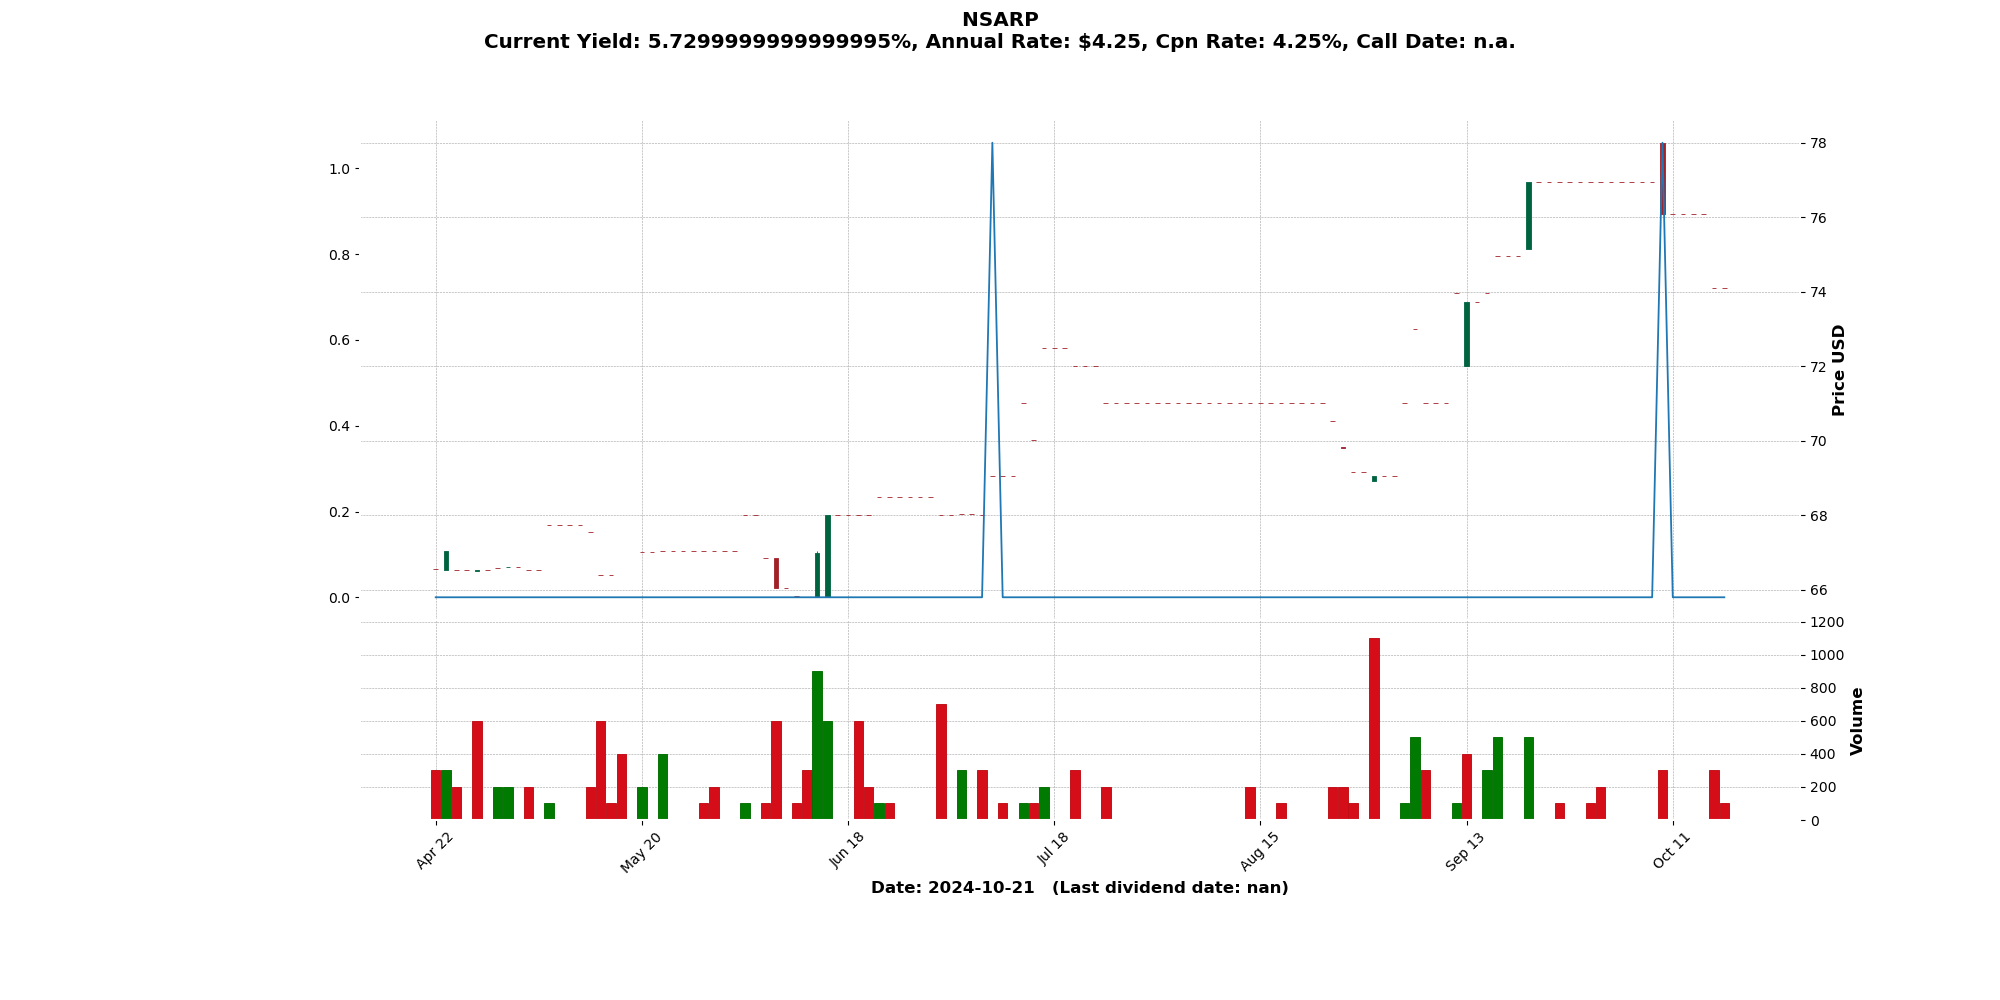 NSARP
Current Yield: 5.7299999999999995%, Annual Rate: $4.25, Cpn Rate: 4.25%, Call Date: n.a.
1.0
0.8
0.6
0.4
0.2
0.0
78
76
74
72
70
68
66
Price USD
1200
1000
800
600
400
200
0
Volume
Apr 22
May 20
Jun 18
Jul 18
Aug 15
Sep 13
Oct 11
Date: 2024-10-21   (Last dividend date: nan)